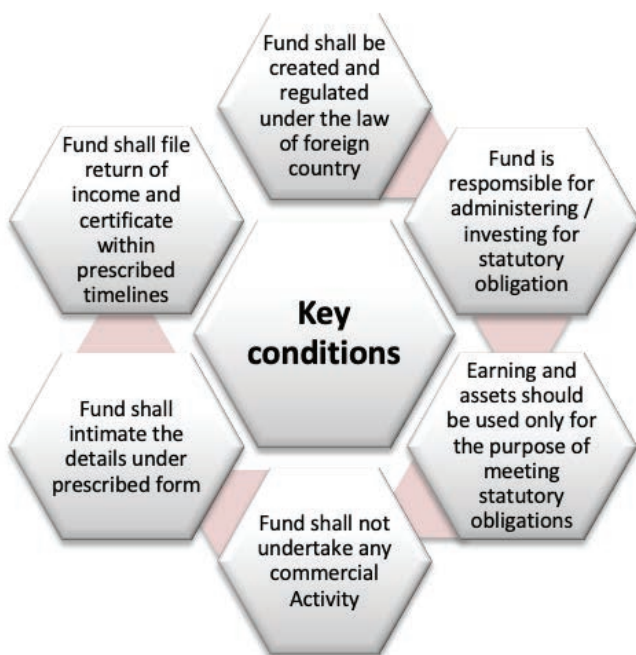 Fund shall be
created and
regulated
under the law
of foreign
country
Fund is
respomsible for
administering /
investing for
statutory
obligation
Earning and
assets should
be used only for
the purpose of
meeting
statutory
obligations
Fund shall not
undertake any
commercial
Activity
Fund shall
intimate the
details under
prescribed form
Fund shall file
return of
income and
certificate
within
prescribed
timelines
Key
conditions